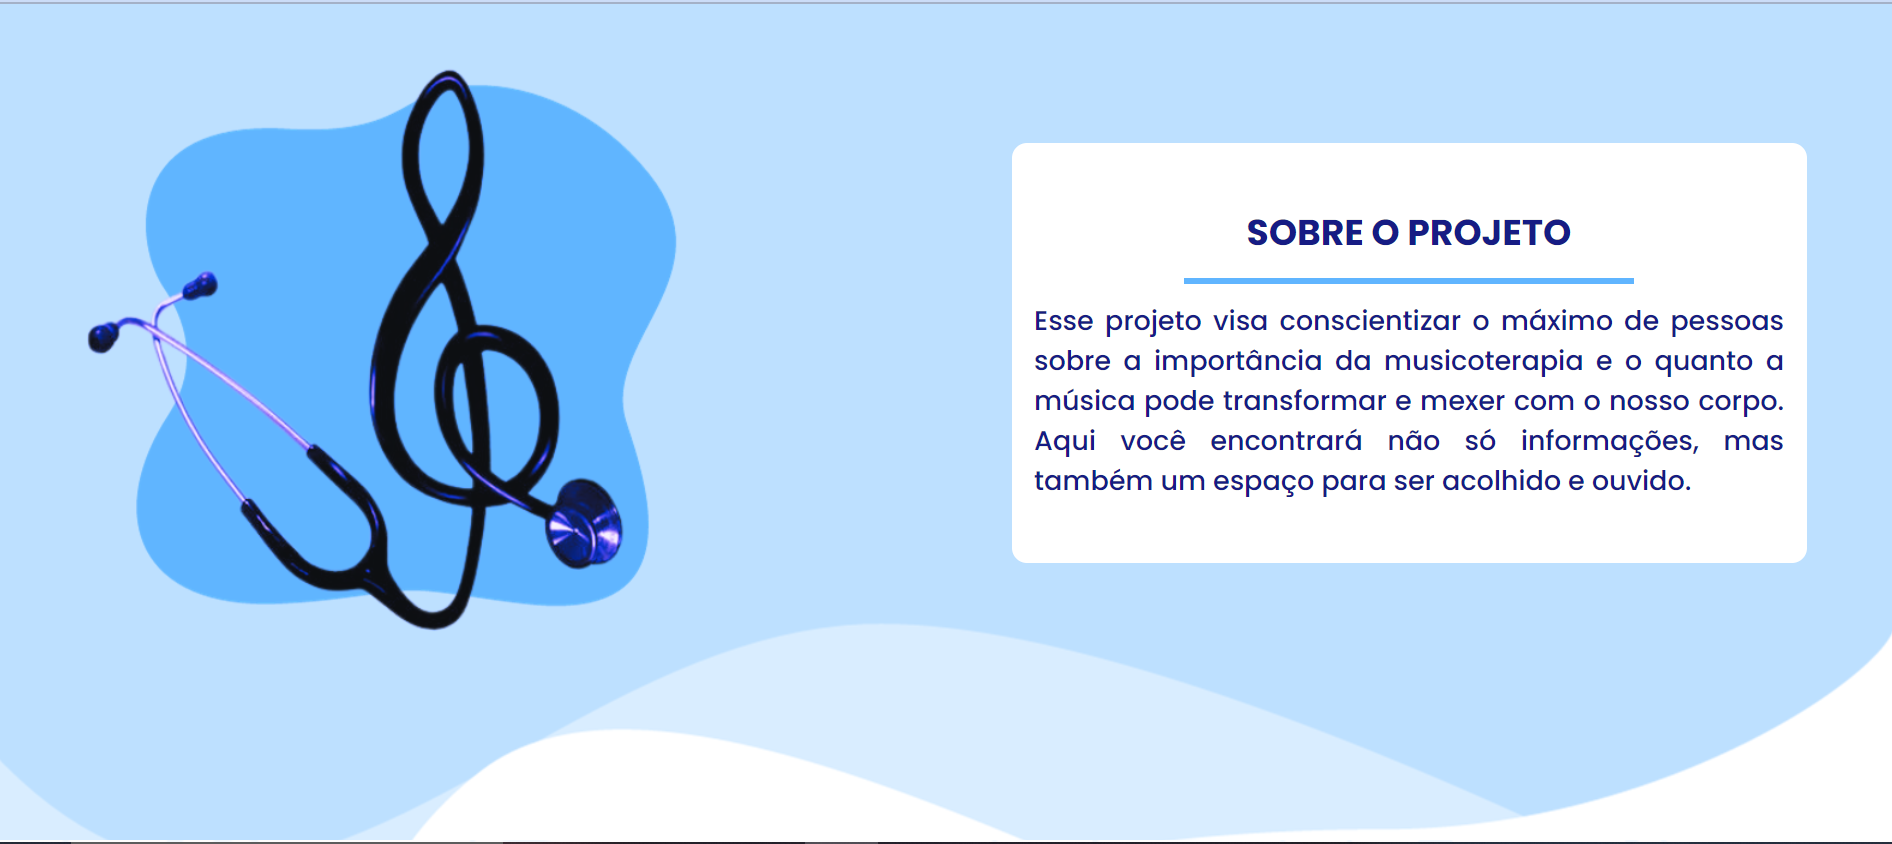 SOBRE O PROJETO
Esse projeto visa conscientizar o máximo de pessoas
sobre a importância da musicoterapia e o quanto a
música pode transformar e mexer com o nosso corpo.
Aqui você encontrará não só informações, mas
também um espaço para ser acolhido e ouvido.